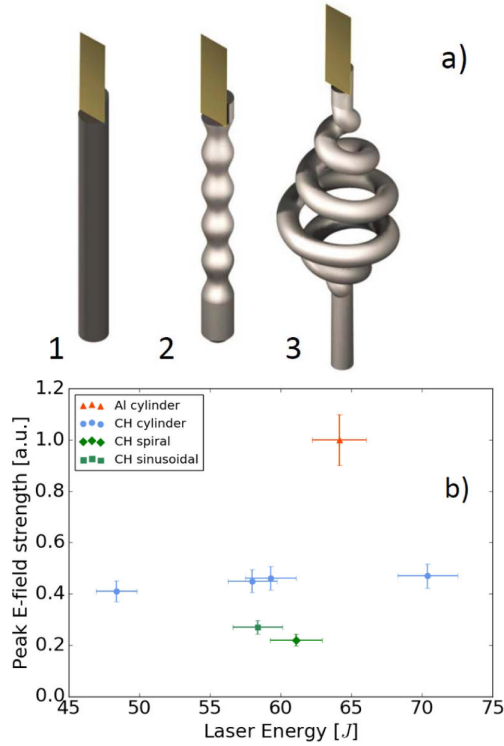 a)
1 2 3
1.2
1.0
0.8
0.6
0.4
0.2
0.0
Peak E-field strength [a.u.]
Al cylinder
CH cylinder
CH spiral
CH sinusoidal
b)
45 50 55 60 65 70 75
Laser Energy [J]